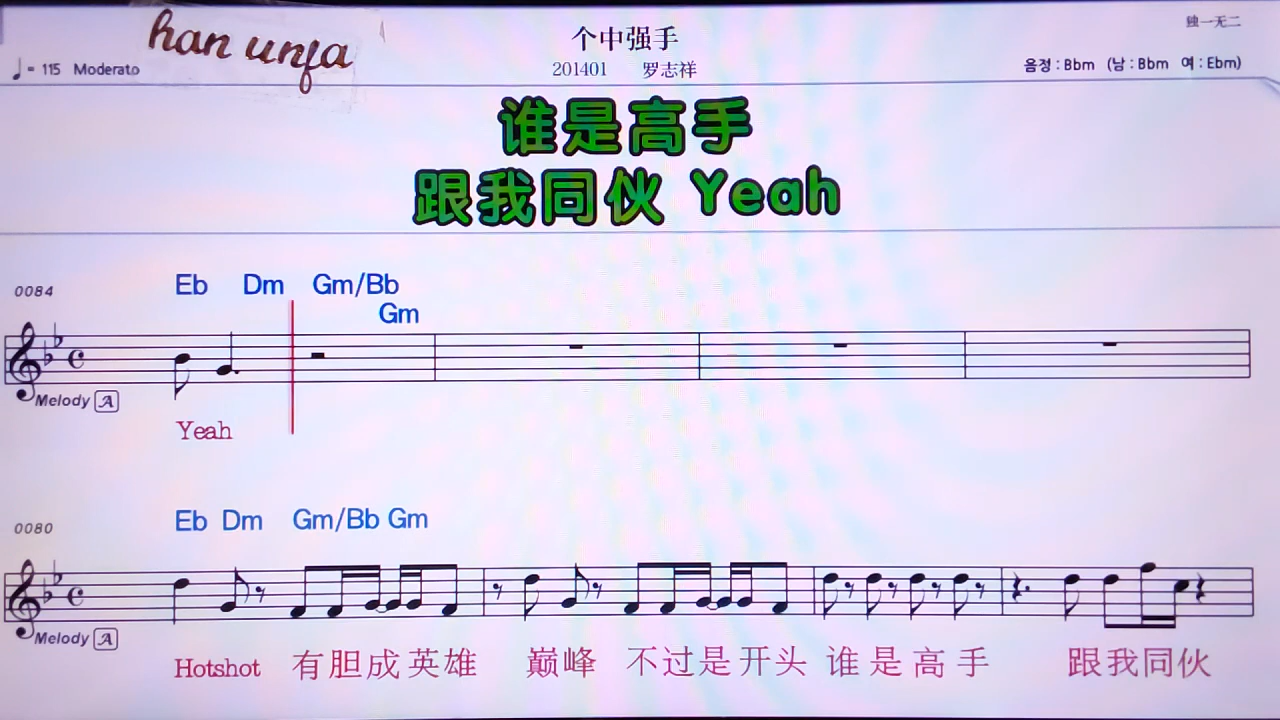 han unfa
个中强手
独一无二
♩= 115 Moderato
201401 罗志祥
음정 : Bbm (남 : Bbm 여 : Ebm)
谁是高手
跟我同伙 Yeah
0084
Eb Dm Gm/Bb
Gm
Melody A
Yeah
0080
Eb Dm Gm/Bb Gm
Melody A
Hotshot 有胆成英雄 巅峰 不过是开头 谁是高手 跟我同伙